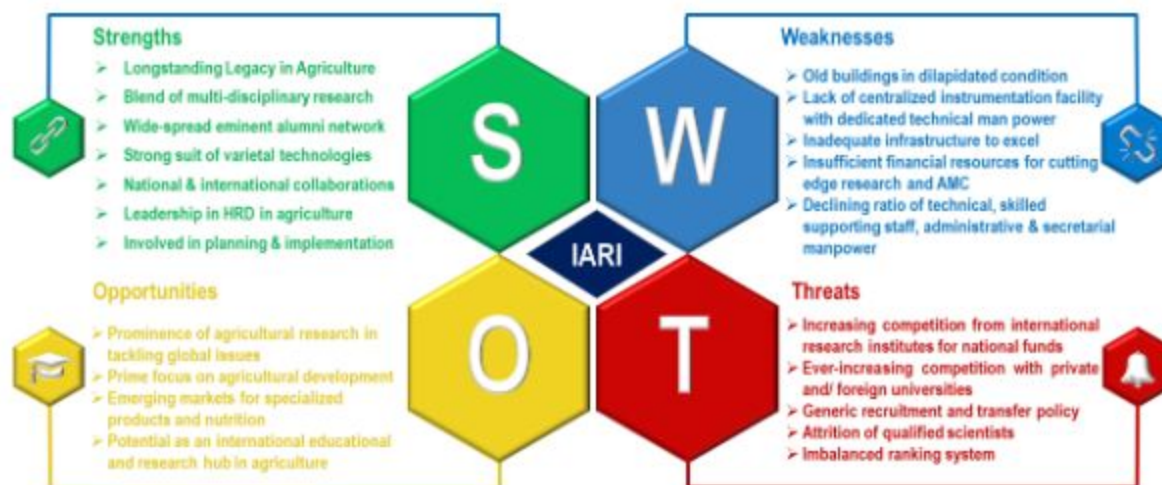 Strengths
➢ Longstanding Legacy in Agriculture
➢ Blend of multi-disciplinary research
➢ Wide-spread eminent alumni network
➢ Strong suit of varietal technologies
➢ National & international collaborations
➢ Leadership in HRD in agriculture
➢ Involved in planning & implementation
S
W
Weaknesses
➢ Old buildings in dilapidated condition
➢ Lack of centralized instrumentation facility
with dedicated technical man power
➢ Inadequate infrastructure to excel
➢ Insufficient financial resources for cutting
edge research and AMC
➢ Declining ratio of technical, skilled
supporting staff, administrative & secretarial
manpower
IARI
Opportunities
➢ Prominence of agricultural research in
tackling global issues
➢ Prime focus on agricultural development
➢ Emerging markets for specialized
products and nutrition
➢ Potential as an international educational
and research hub in agriculture
O
T
Threats
➢ Increasing competition from international
research institutes for national funds
➢ Ever-increasing competition with private
and/ foreign universities
➢ Generic recruitment and transfer policy
➢ Attrition of qualified scientists
➢ Imbalanced ranking system